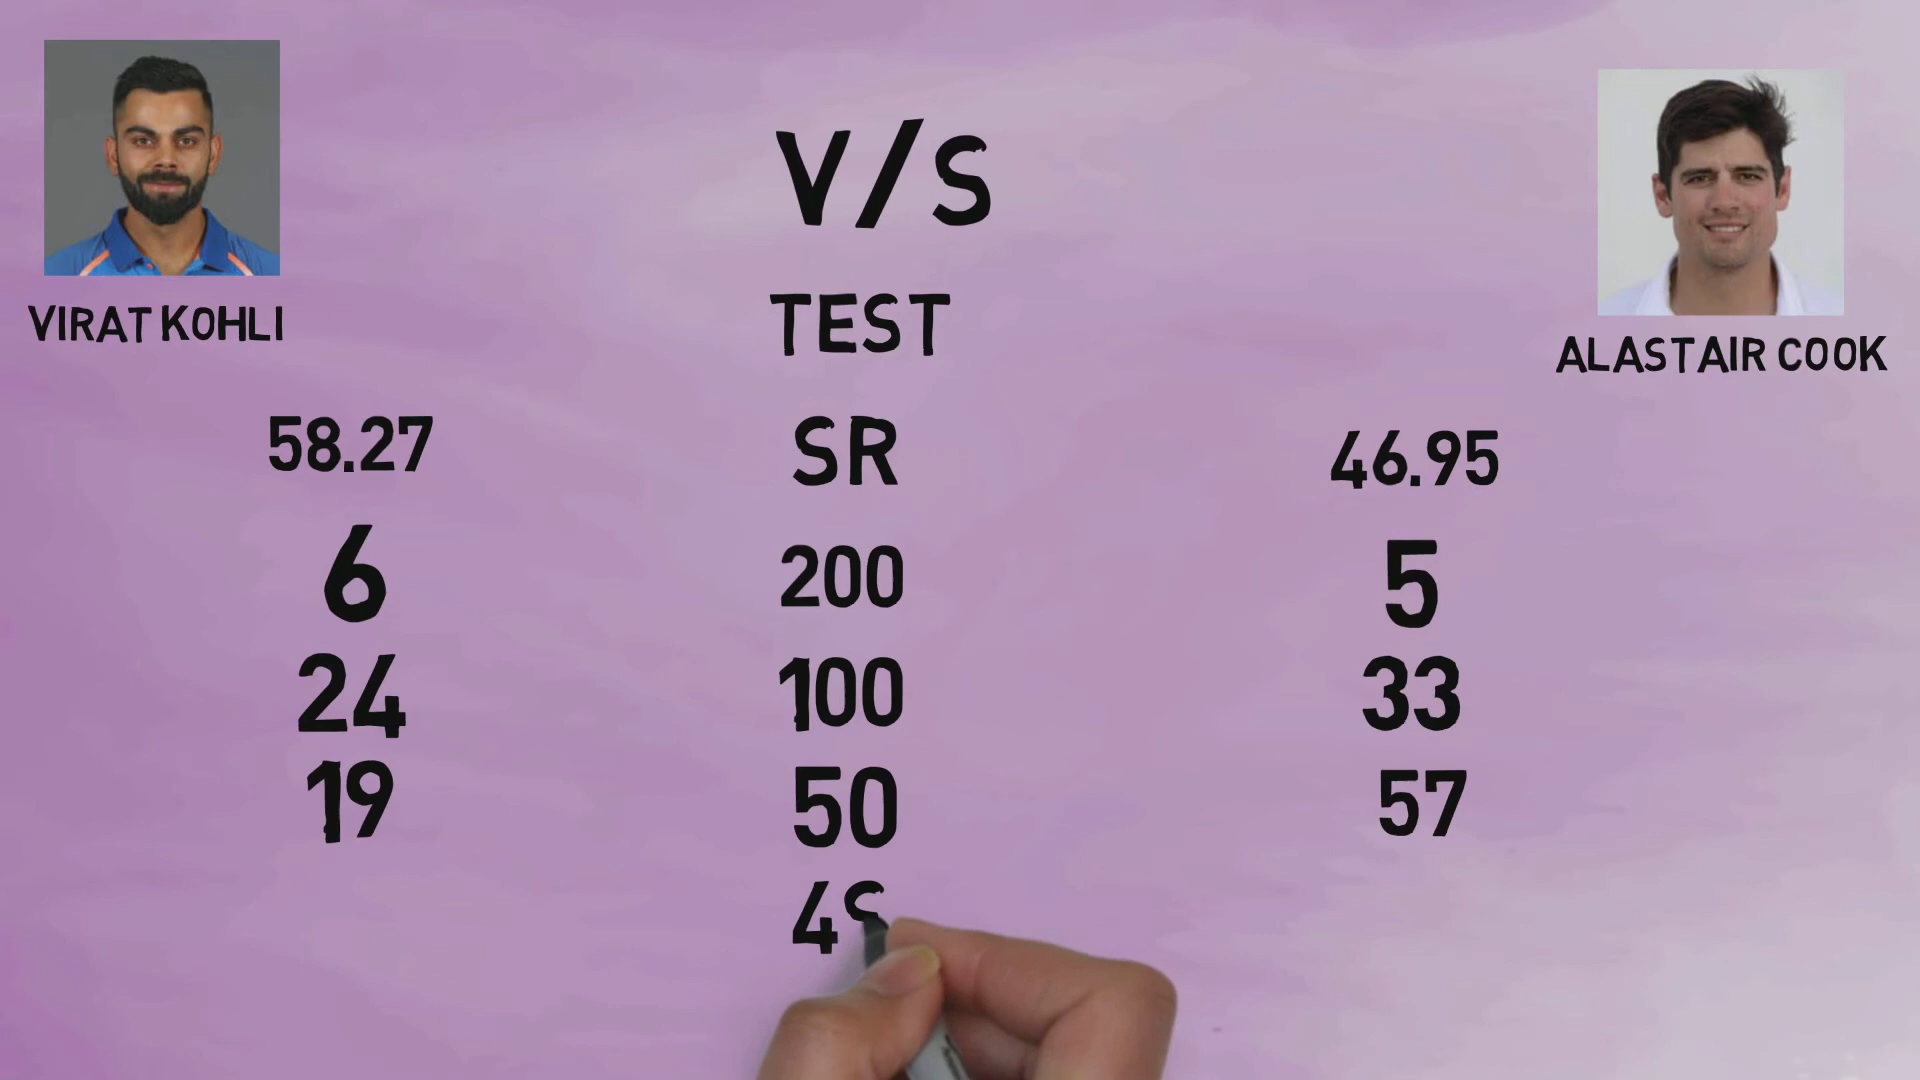 V/S
VIRAT KOHLI
TEST
ALASTAIR COOK
58.27 SR 46.95
6 200 5
24 100 33
19 50 57
4S